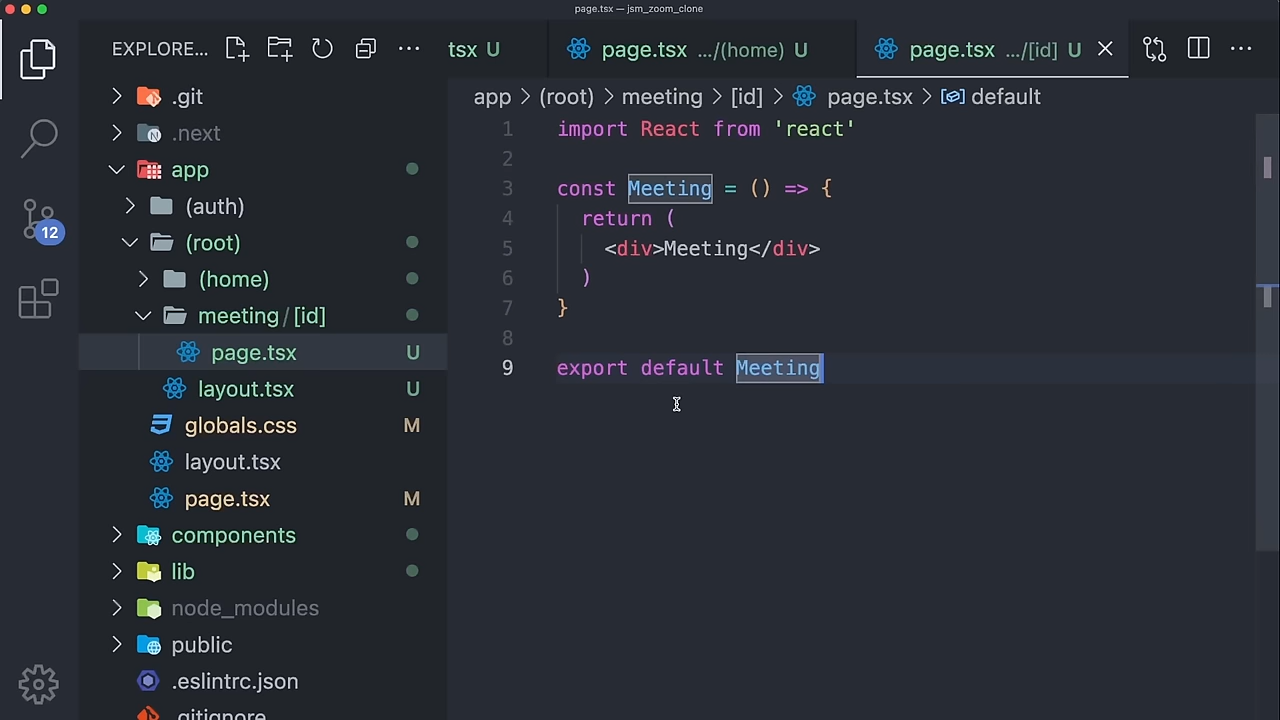 page.tsx — jsm_zoom_clone
EXPLORE...
tsx U
page.tsx .../(home) U
page.tsx .../[id] U
app > (root) > meeting > [id] > page.tsx > default
.git
.next
app
(auth)
(root)
(home)
meeting/[id]
page.tsx U
layout.tsx U
globals.css M
layout.tsx
page.tsx M
components
lib
node_modules
public
.eslintrc.json
.gitignore
12
1 import React from 'react'
2
3 const Meeting = () => {
4 return (
5 <div>Meeting</div>
6 )
7 }
8
9 export default Meeting